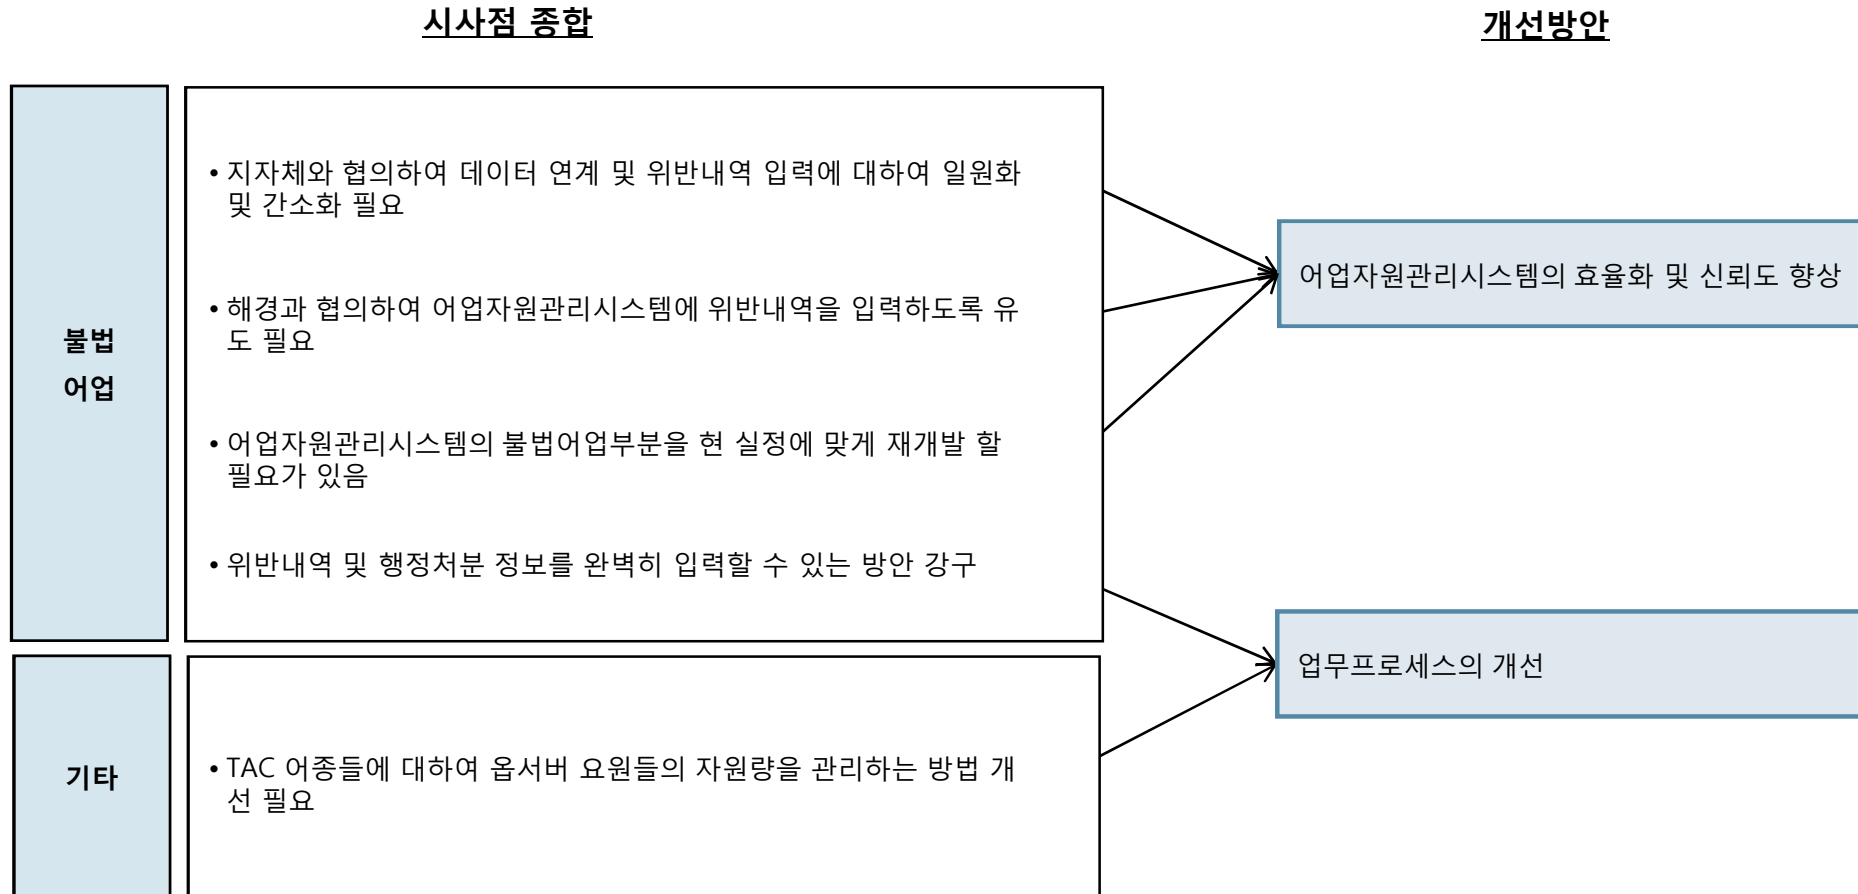 시사점 종합
개선방안
불법
어업
• 지자체와 협의하여 데이터 연계 및 위반내역 입력에 대하여 일원화
및 간소화 필요
• 해경과 협의하여 어업자원관리시스템에 위반내역을 입력하도록 유
도 필요
• 어업자원관리시스템의 불법어업부분을 현 실정에 맞게 재개발 할
필요가 있음
• 위반내역 및 행정처분 정보를 완벽히 입력할 수 있는 방안 강구
어업자원관리시스템의 효율화 및 신뢰도 향상
업무프로세스의 개선
기타
• TAC 어종들에 대하여 옵서버 요원들의 자원량을 관리하는 방법 개
선 필요